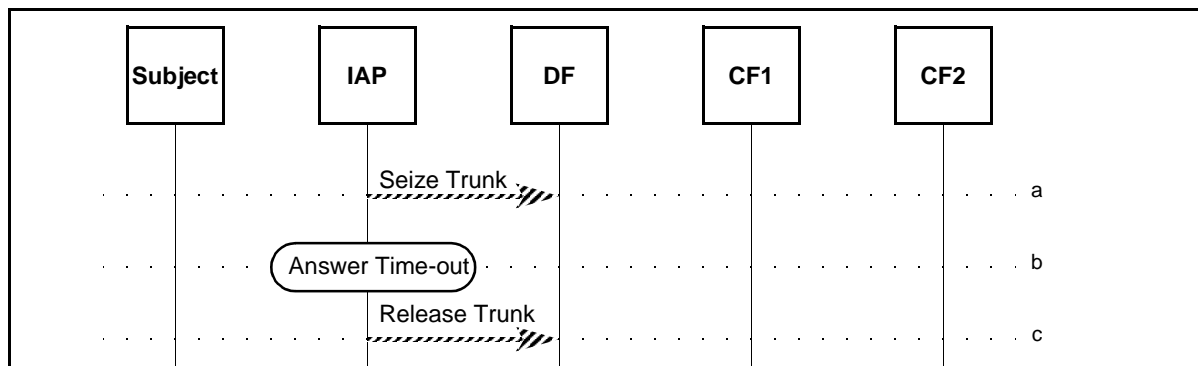 Subject IAP DF CF1 CF2
Seize Trunk a
Answer Time-out b
Release Trunk c